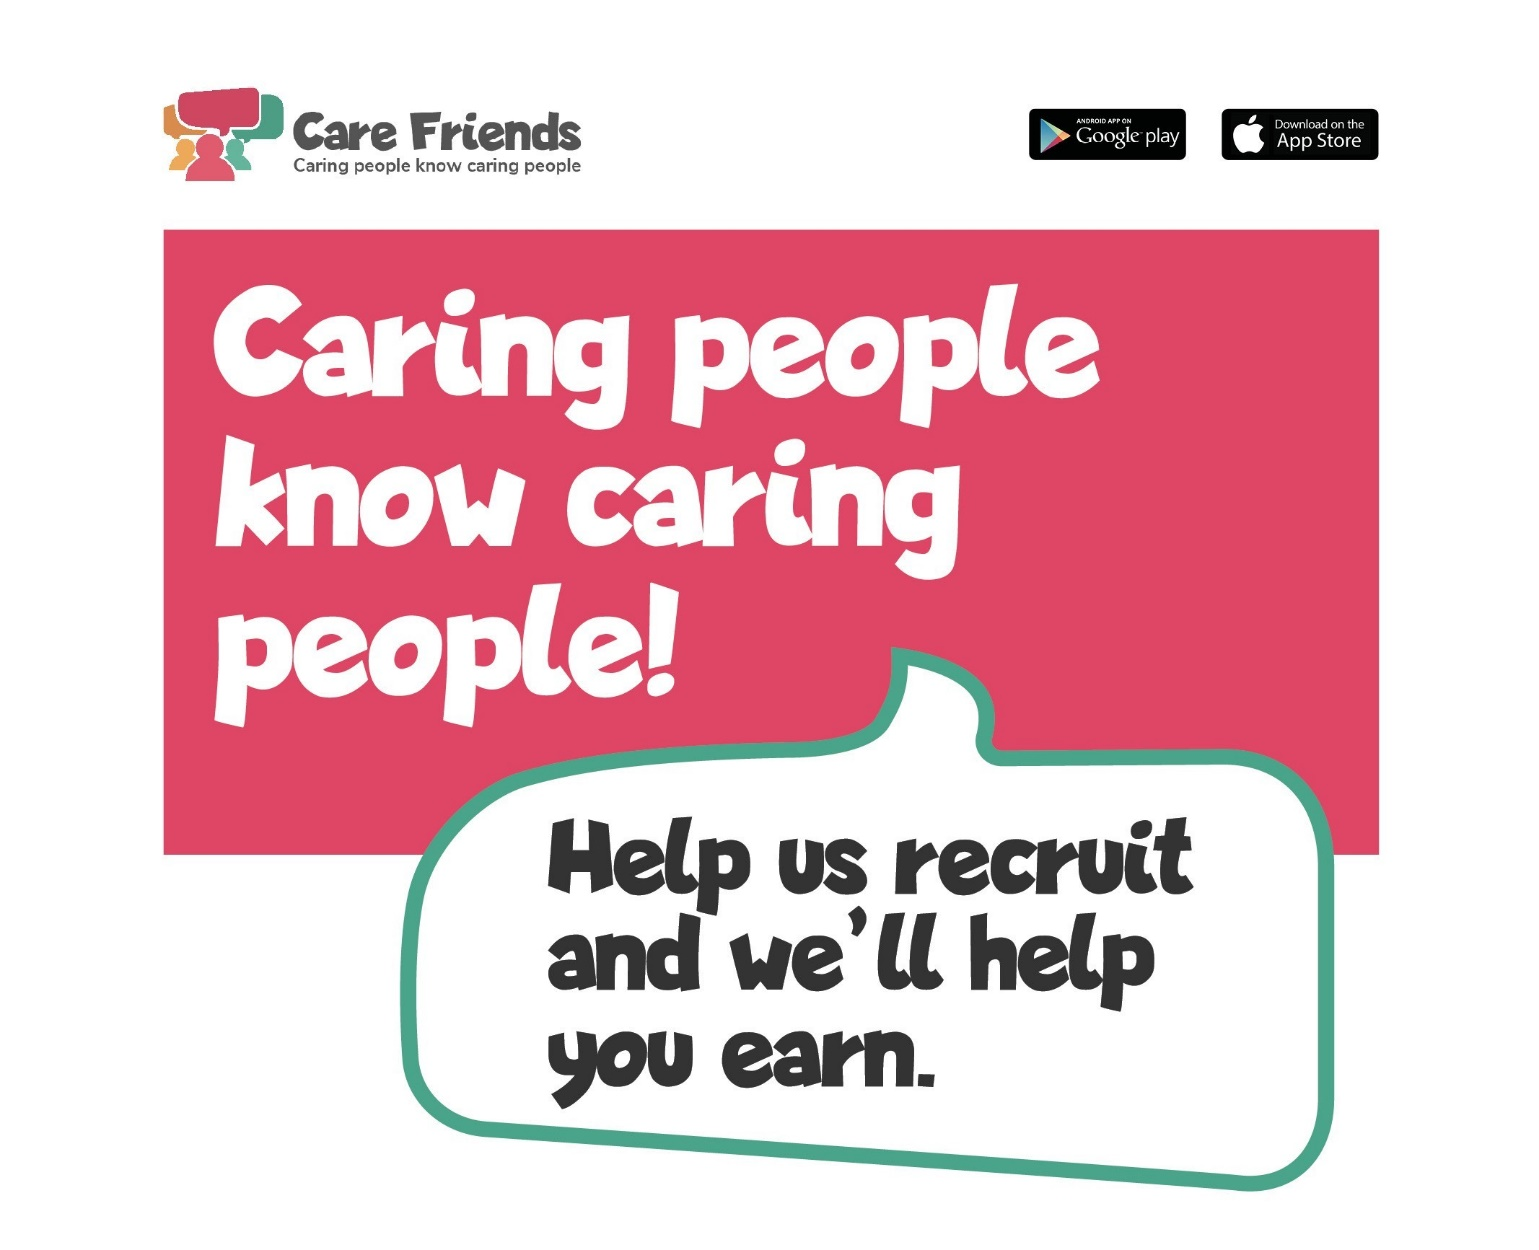 Care Friends
Caring people know caring people
ANDROID APP ON
Google play
Download on the
App Store
Caring people
know caring
people!
Help us recruit
and we’ll help
you earn.